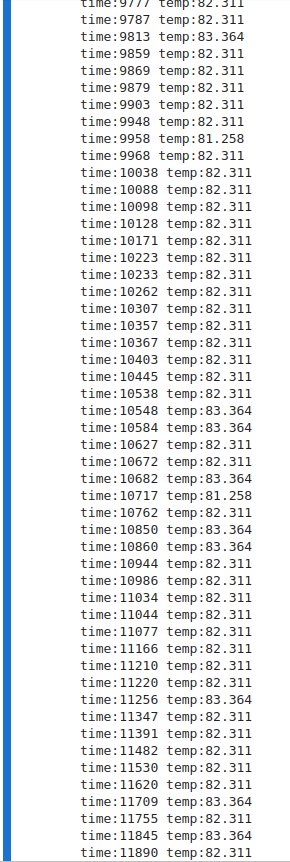 time:9777 temp:82.311
time:9787 temp:82.311
time:9813 temp:83.364
time:9859 temp:82.311
time:9869 temp:82.311
time:9879 temp:82.311
time:9903 temp:82.311
time:9948 temp:82.311
time:9958 temp:81.258
time:9968 temp:82.311
time:10038 temp:82.311
time:10088 temp:82.311
time:10098 temp:82.311
time:10128 temp:82.311
time:10171 temp:82.311
time:10223 temp:82.311
time:10233 temp:82.311
time:10262 temp:82.311
time:10307 temp:82.311
time:10357 temp:82.311
time:10367 temp:82.311
time:10403 temp:82.311
time:10445 temp:82.311
time:10538 temp:82.311
time:10548 temp:83.364
time:10584 temp:83.364
time:10627 temp:82.311
time:10672 temp:82.311
time:10682 temp:83.364
time:10717 temp:81.258
time:10762 temp:82.311
time:10850 temp:83.364
time:10860 temp:83.364
time:10944 temp:82.311
time:10986 temp:82.311
time:11034 temp:82.311
time:11044 temp:82.311
time:11077 temp:82.311
time:11166 temp:82.311
time:11210 temp:82.311
time:11220 temp:82.311
time:11256 temp:83.364
time:11347 temp:82.311
time:11391 temp:82.311
time:11482 temp:82.311
time:11530 temp:82.311
time:11620 temp:82.311
time:11709 temp:83.364
time:11755 temp:82.311
time:11845 temp:83.364
time:11890 temp:82.311